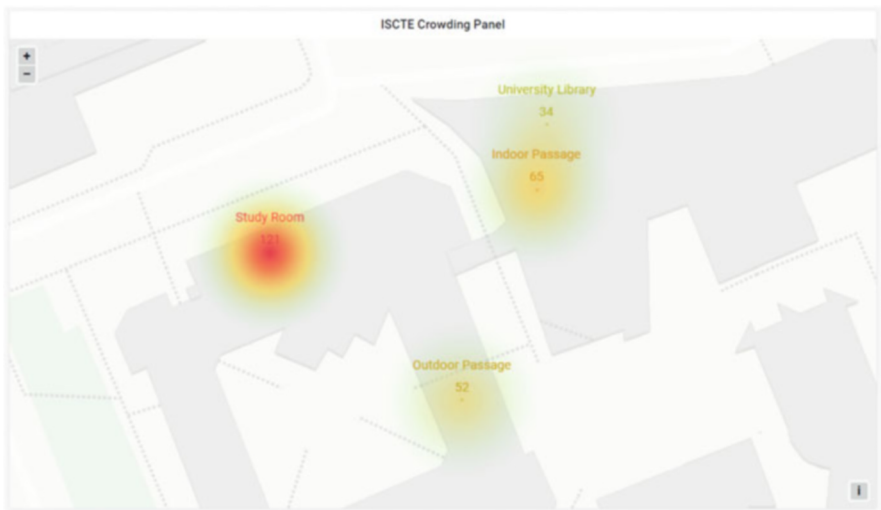 ISCTE Crowding Panel
+
−
University Library
34
Indoor Passage
65
Study Room
121
Outdoor Passage
52
i